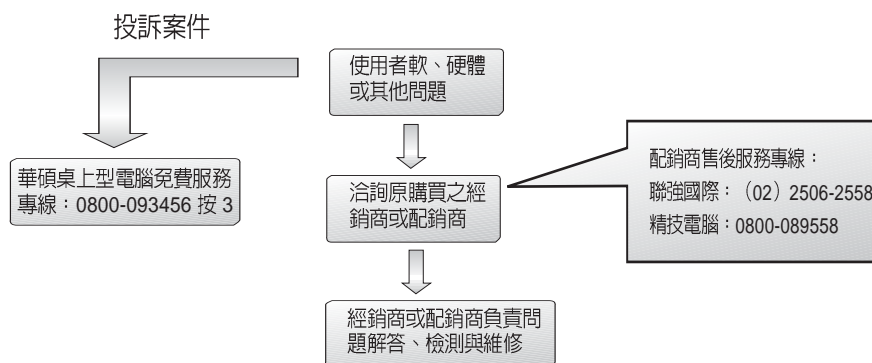 投訴案件
使用者軟、硬體
或其他問題
華碩桌上型電腦免費服務
專線：0800-093456 按 3
洽詢原購買之經
銷商或配銷商
配銷商售後服務專線：
聯強國際：（02）2506-2558
精技電腦：0800-089558
經銷商或配銷商負責問
題解答、檢測與維修